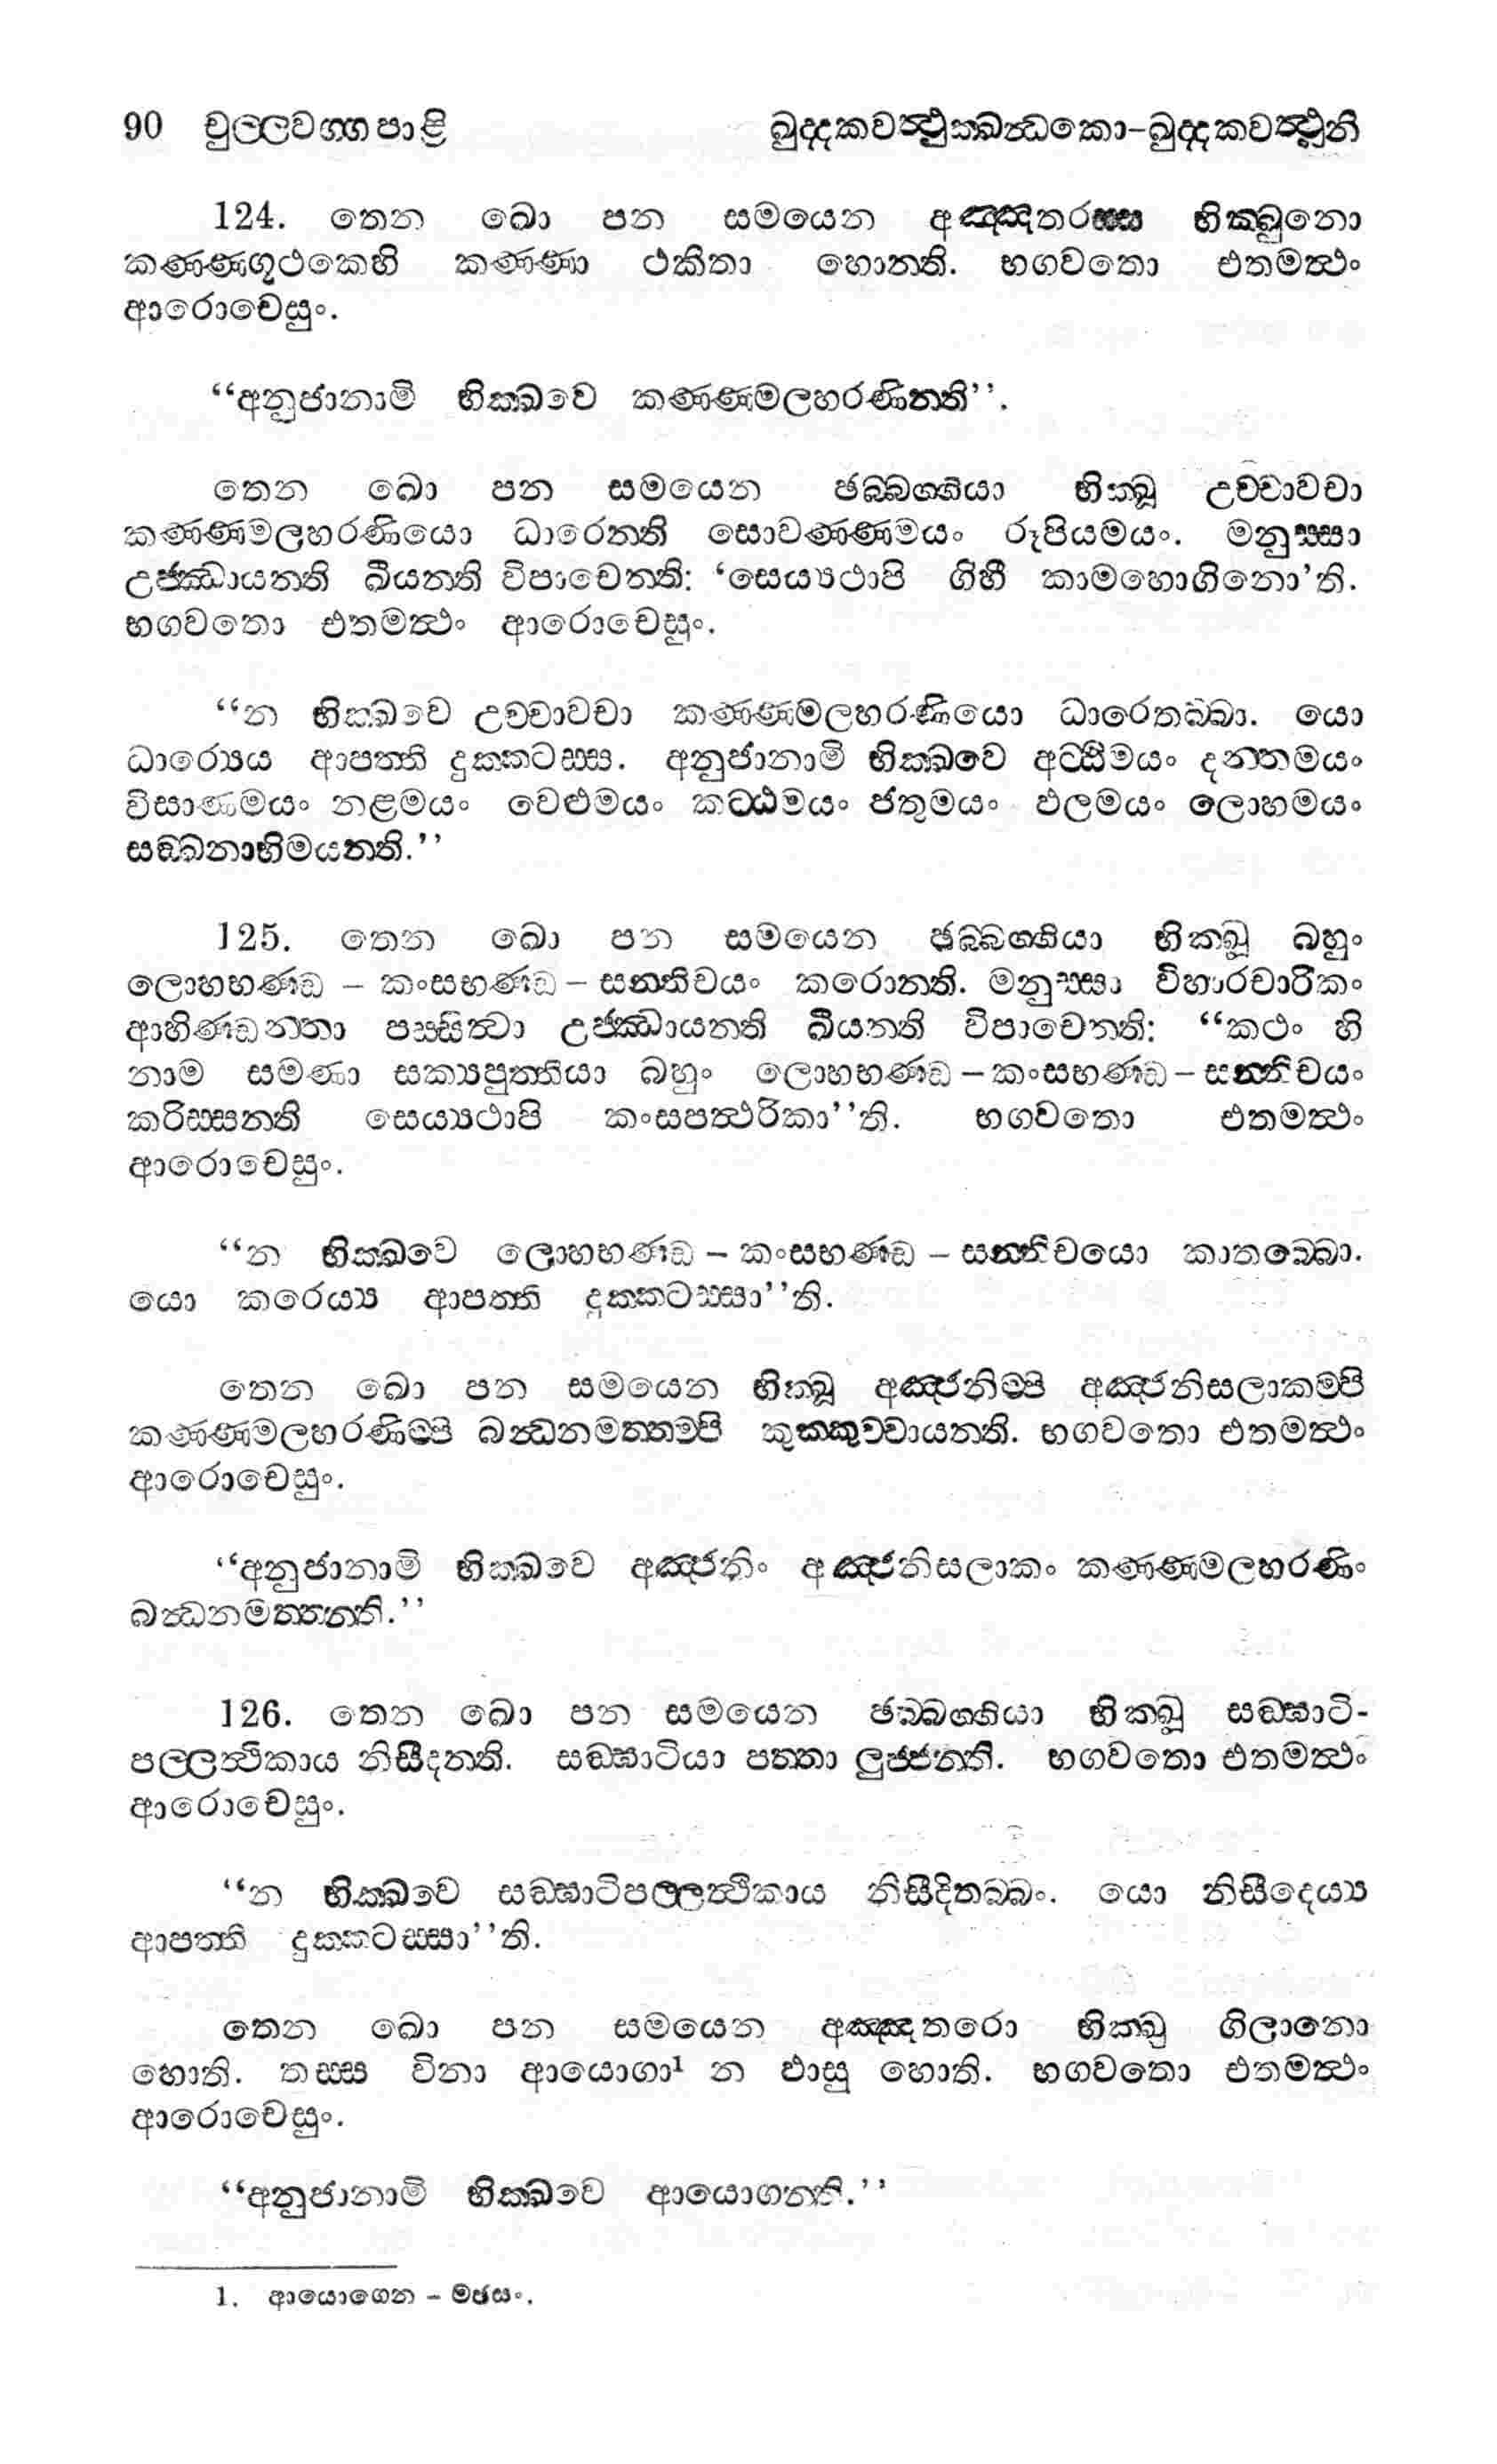 90 චුල්ලවග්ගපාළි ඛුද්දකවත්ථුක්ඛන්ධකො-ඛුද්දකවත්ථූනි
124. තෙන ඛො පන සමයෙන අඤ්ඤතරස්ස භික්ඛුනො
කණ්ණගූථකෙහි කණ්ණා ථකිතා හොන්ති. භගවතො එතමත්ථං
ආරොචෙසුං.
“අනුජානාමි භික්ඛවෙ කණ්ණමලහරණින්ති”.
තෙන ඛො පන සමයෙන ඡබ්බග්ගියා භික්ඛූ උච්චාවචා
කණ්ණමලහරණියො ධාරෙන්ති සොවණ්ණමයං රූපියමයං. මනුස්සා
උජ්ඣායන්ති ඛීයන්ති විපාචෙන්ති: ‘සෙය්‍යථාපි ගිහී කාමභොගිනො’ති.
භගවතො එතමත්ථං ආරොචෙසුං.
“න භික්ඛවෙ උච්චාවචා කණ්ණමලහරණියො ධාරෙතබ්බා. යො
ධාරෙය්‍ය ආපත්ති දුක්කටස්ස. අනුජානාමි භික්ඛවෙ අට්ඨිමයං දන්තමයං
විසාණමයං නළමයං වෙළුමයං කට්ඨමයං ජතුමයං ඵලමයං ලොහමයං
සඞ්ඛනාභිමයන්ති.”
125. තෙන ඛො පන සමයෙන ඡබ්බග්ගියා භික්ඛූ බහුං
ලොහභණ්ඩ – කංසභණ්ඩ – සන්නිචයං කරොන්ති. මනුස්සා විහාරචාරිකං
ආහිණ්ඩන්තා පස්සිත්වා උජ්ඣායන්ති ඛීයන්ති විපාචෙන්ති: “කථං හි
නාම සමණා සක්‍යපුත්තියා බහුං ලොහභණ්ඩ – කංසභණ්ඩ – සන්නිචයං
කරිස්සන්ති සෙය්‍යථාපි කංසපත්ථරිකා”ති. භගවතො එතමත්ථං
ආරොචෙසුං.
“න භික්ඛවෙ ලොහභණ්ඩ – කංසභණ්ඩ – සන්නිචයො කාතබ්බො.
යො කරෙය්‍ය ආපත්ති දුක්කටස්සා”ති.
තෙන ඛො පන සමයෙන භික්ඛූ අඤ්ජනිම්පි අඤ්ජනිසලාකම්පි
කණ්ණමලහරණිම්පි බන්ධනමත්තම්පි කුක්කුච්චායන්ති. භගවතො එතමත්ථං
ආරොචෙසුං.
“අනුජානාමි භික්ඛවෙ අඤ්ජනිං අඤ්ජනිසලාකං කණ්ණමලහරණිං
බන්ධනමත්තන්ති.”
126. තෙන ඛො පන සමයෙන ඡබ්බග්ගියා භික්ඛූ සඞ්ඝාටි-
පල්ලත්ථිකාය නිසීදන්ති. සඞ්ඝාටියා පත්තා ලුජ්ජන්ති. භගවතො එතමත්ථං
ආරොචෙසුං.
“න භික්ඛවෙ සඞ්ඝාටිපල්ලත්ථිකාය නිසීදිතබ්බං. යො නිසීදෙය්‍ය
ආපත්ති දුක්කටස්සා”ති.
තෙන ඛො පන සමයෙන අඤ්ඤතරො භික්ඛු ගිලානො
හොති. තස්ස විනා ආයොගා¹ න ඵාසු හොති. භගවතො එතමත්ථං
ආරොචෙසුං.
“අනුජානාමි භික්ඛවෙ ආයොගන්ති.”
1. ආයොගෙන – මඡසං.